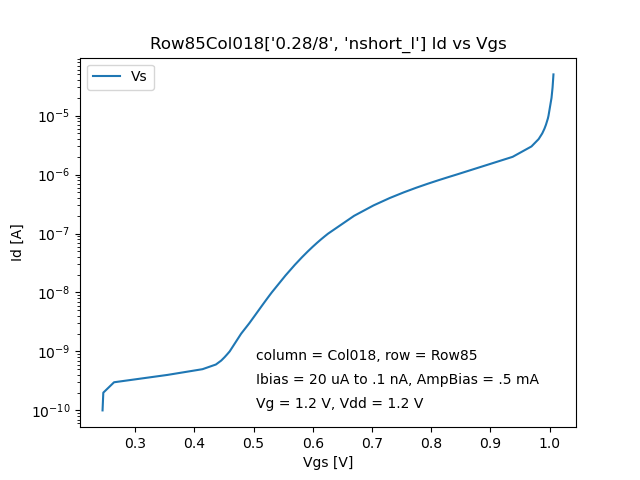 Row85Col018['0.28/8', 'nshort_l'] Id vs Vgs
Vs
10⁻⁵
10⁻⁶
10⁻⁷
10⁻⁸
10⁻⁹
10⁻¹⁰
Id [A]
column = Col018, row = Row85
Ibias = 20 uA to .1 nA, AmpBias = .5 mA
Vg = 1.2 V, Vdd = 1.2 V
0.3 0.4 0.5 0.6 0.7 0.8 0.9 1.0
Vgs [V]